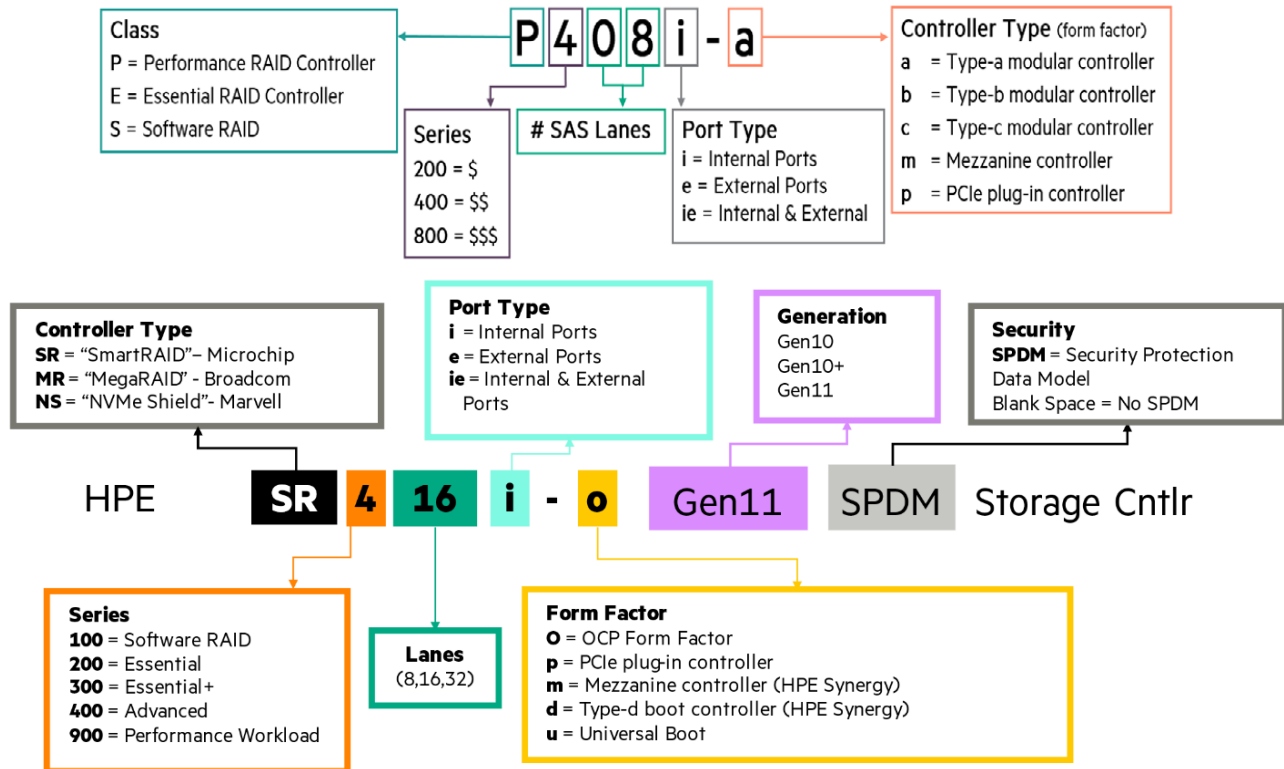 P408i-a
Class
P = Performance RAID Controller
E = Essential RAID Controller
S = Software RAID
Series
200 = $
400 = $$
800 = $$$
# SAS Lanes
Port Type
i = Internal Ports
e = External Ports
ie = Internal & External
Controller Type (form factor)
a = Type-a modular controller
b = Type-b modular controller
c = Type-c modular controller
m = Mezzanine controller
p = PCIe plug-in controller
Controller Type
SR = “SmartRAID”– Microchip
MR = “MegaRAID” - Broadcom
NS = “NVMe Shield”- Marvell
Port Type
i = Internal Ports
e = External Ports
ie = Internal & External
Ports
Generation
Gen10
Gen10+
Gen11
Security
SPDM = Security Protection
Data Model
Blank Space = No SPDM
HPE SR 4 16 i - o Gen11 SPDM Storage Cntlr
Series
100 = Software RAID
200 = Essential
300 = Essential+
400 = Advanced
900 = Performance Workload
Lanes
(8,16,32)
Form Factor
O = OCP Form Factor
p = PCIe plug-in controller
m = Mezzanine controller (HPE Synergy)
d = Type-d boot controller (HPE Synergy)
u = Universal Boot